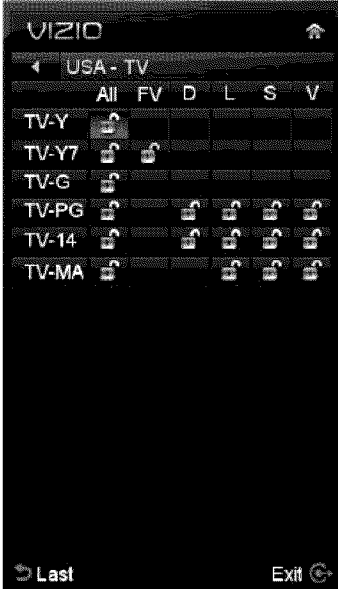 VIZIO
USA - TV
All FV D L S V
TV-Y
TV-Y7
TV-G
TV-PG
TV-14
TV-MA
Last Exit